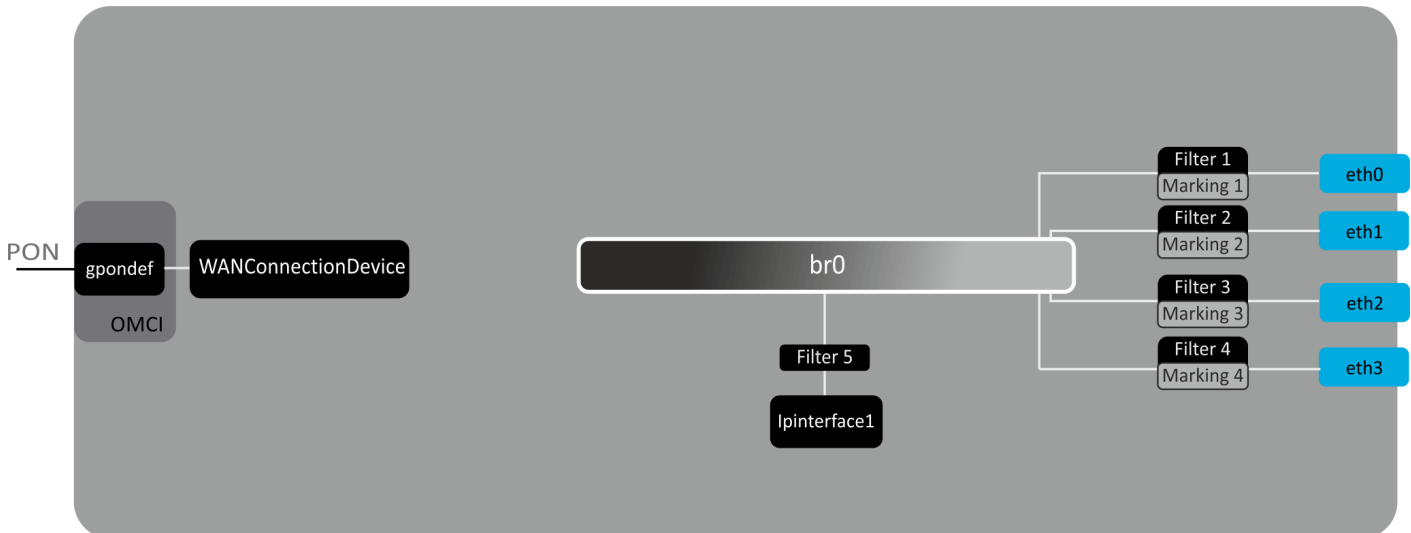 PON
gpondef
OMCI
WANConnectionDevice
br0
Filter 5
Ipinterface1
Filter 1
Marking 1
eth0
Filter 2
Marking 2
eth1
Filter 3
Marking 3
eth2
Filter 4
Marking 4
eth3